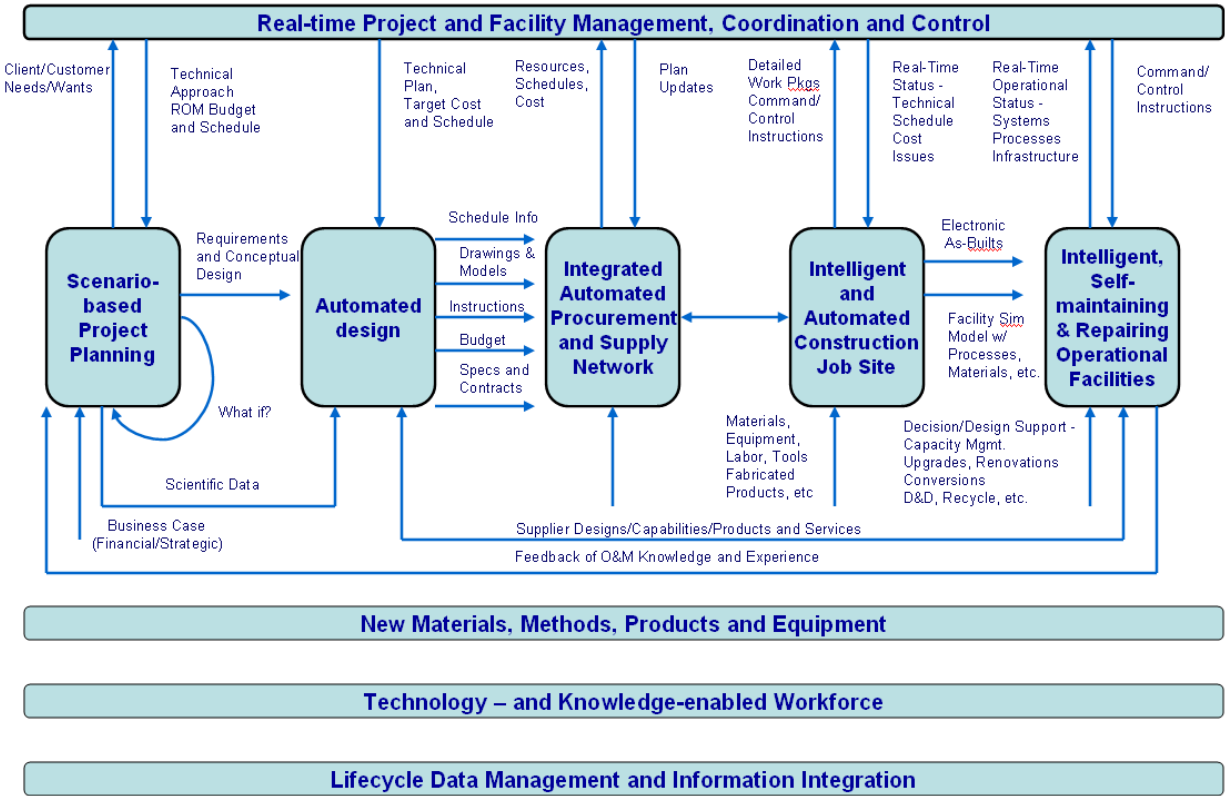 Real-time Project and Facility Management, Coordination and Control
Client/Customer
Needs/Wants
Technical
Approach
ROM Budget
and Schedule
Technical
Plan,
Target Cost
and Schedule
Resources,
Schedules,
Cost
Plan
Updates
Detailed
Work Pkgs
Command/
Control
Instructions
Real-Time
Status -
Technical
Schedule
Cost
Issues
Real-Time
Operational
Status -
Systems
Processes
Infrastructure
Command/
Control
Instructions
Scenario-
based
Project
Planning
Requirements
and Conceptual
Design
What if?
Automated
design
Schedule Info
Drawings &
Models
Instructions
Budget
Specs and
Contracts
Integrated
Automated
Procurement
and Supply
Network
Intelligent
and
Automated
Construction
Job Site
Electronic
As-Builts
Facility Sim
Model w/
Processes,
Materials, etc.
Intelligent,
Self-
maintaining
& Repairing
Operational
Facilities
Scientific Data
Business Case
(Financial/Strategic)
Materials,
Equipment,
Labor, Tools
Fabricated
Products, etc
Decision/Design Support -
Capacity Mgmt.
Upgrades, Renovations
Conversions
D&D, Recycle, etc.
Supplier Designs/Capabilities/Products and Services
Feedback of O&M Knowledge and Experience
New Materials, Methods, Products and Equipment
Technology – and Knowledge-enabled Workforce
Lifecycle Data Management and Information Integration